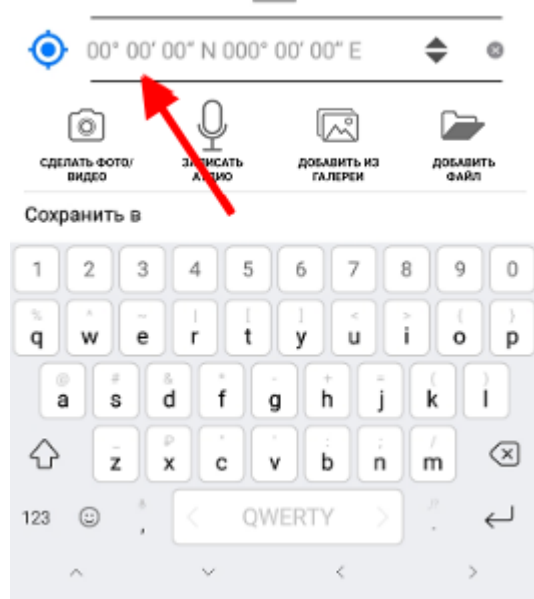 00° 00' 00" N 000° 00' 00" E
СДЕЛАТЬ ФОТО/
ВИДЕО
ЗАПИСАТЬ
АУДИО
ДОБАВИТЬ ИЗ
ГАЛЕРЕИ
ДОБАВИТЬ
ФАЙЛ
Сохранить в
1 2 3 4 5 6 7 8 9 0
% ^ ~ | [ ] < > { }
q w e r t y u i o p
@ # & * - + = ( )
a s d f g h j k l
_ ₽ " ' : ; /
z x c v b n m
123 , QWERTY .